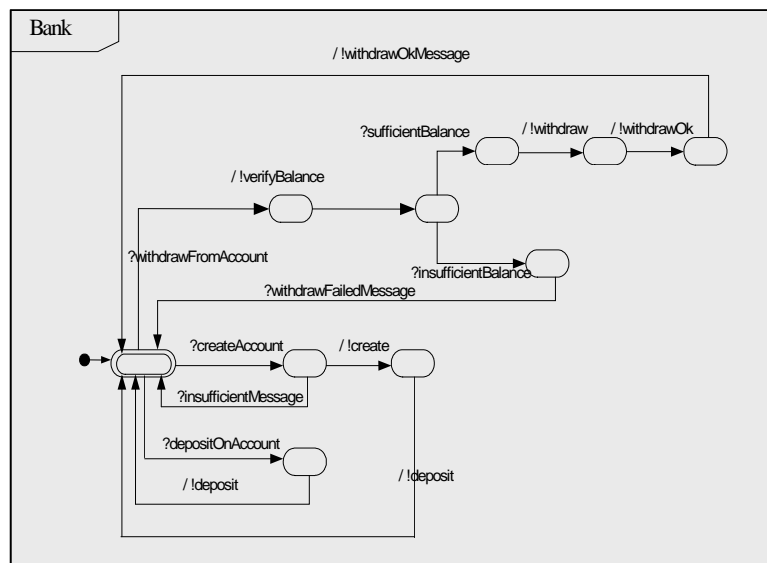 Bank
/ !withdrawOkMessage
?sufficientBalance
/ !withdraw
/ !withdrawOk
/ !verifyBalance
?withdrawFromAccount
?insufficientBalance
?withdrawFailedMessage
?createAccount
/ !create
?insufficientMessage
?depositOnAccount
/ !deposit
/ !deposit